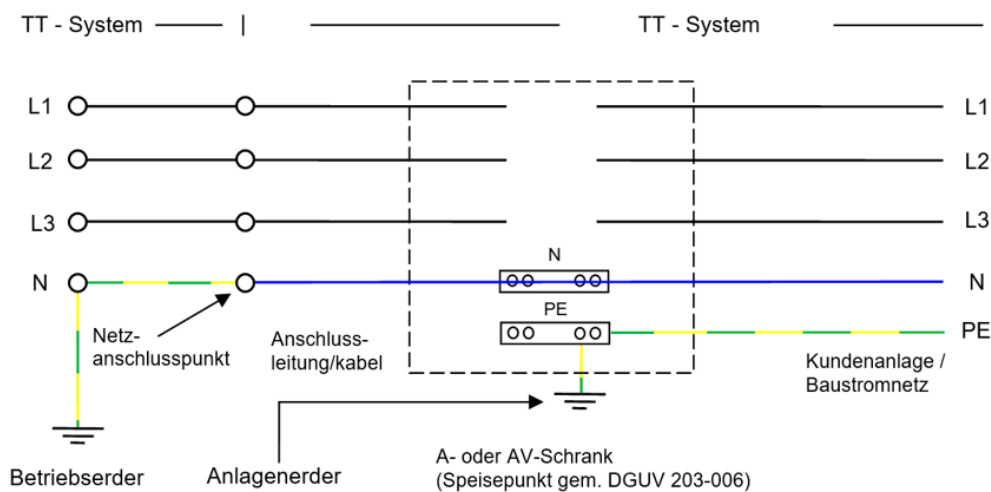 TT - System
TT - System
L1
L1
L2
L2
L3
L3
N
N
N
PE
PE
Netz-
anschlusspunkt
Anschluss-
leitung/kabel
Kundenanlage /
Baustromnetz
Betriebserder
Anlagenerder
A- oder AV-Schrank
(Speisepunkt gem. DGUV 203-006)